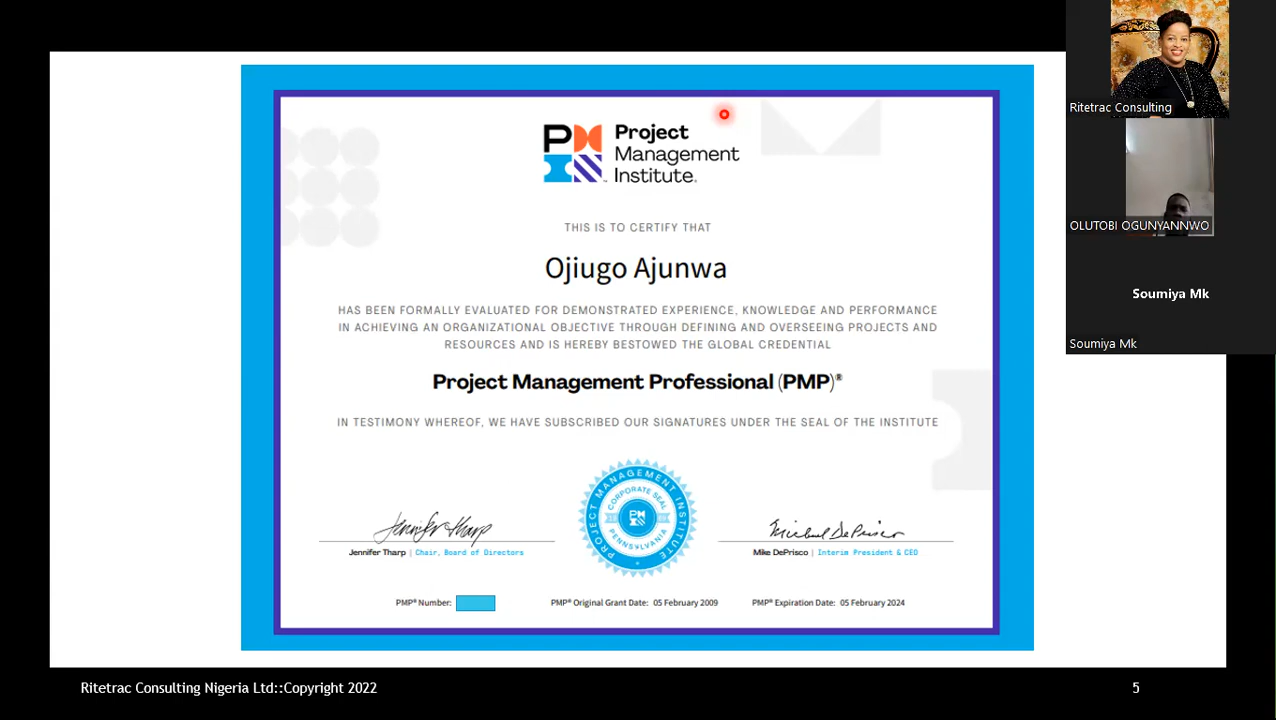 Project
Management
Institute.
THIS IS TO CERTIFY THAT
Ojiugo Ajunwa
HAS BEEN FORMALLY EVALUATED FOR DEMONSTRATED EXPERIENCE, KNOWLEDGE AND PERFORMANCE
IN ACHIEVING AN ORGANIZATIONAL OBJECTIVE THROUGH DEFINING AND OVERSEEING PROJECTS AND
RESOURCES AND IS HEREBY BESTOWED THE GLOBAL CREDENTIAL
Project Management Professional (PMP)®
IN TESTIMONY WHEREOF, WE HAVE SUBSCRIBED OUR SIGNATURES UNDER THE SEAL OF THE INSTITUTE
PROJECT MANAGEMENT INSTITUTE
CORPORATE SEAL
PENNSYLVANIA
Jennifer Tharp
Jennifer Tharp | Chair, Board of Directors
Michael DePrisco
Mike DePrisco | Interim President & CEO
PMP® Number:
PMP® Original Grant Date: 05 February 2009
PMP® Expiration Date: 05 February 2024
Ritetrac Consulting Nigeria Ltd::Copyright 2022
5
Ritetrac Consulting
OLUTOBI OGUNYANNWO
Soumiya Mk
Soumiya Mk